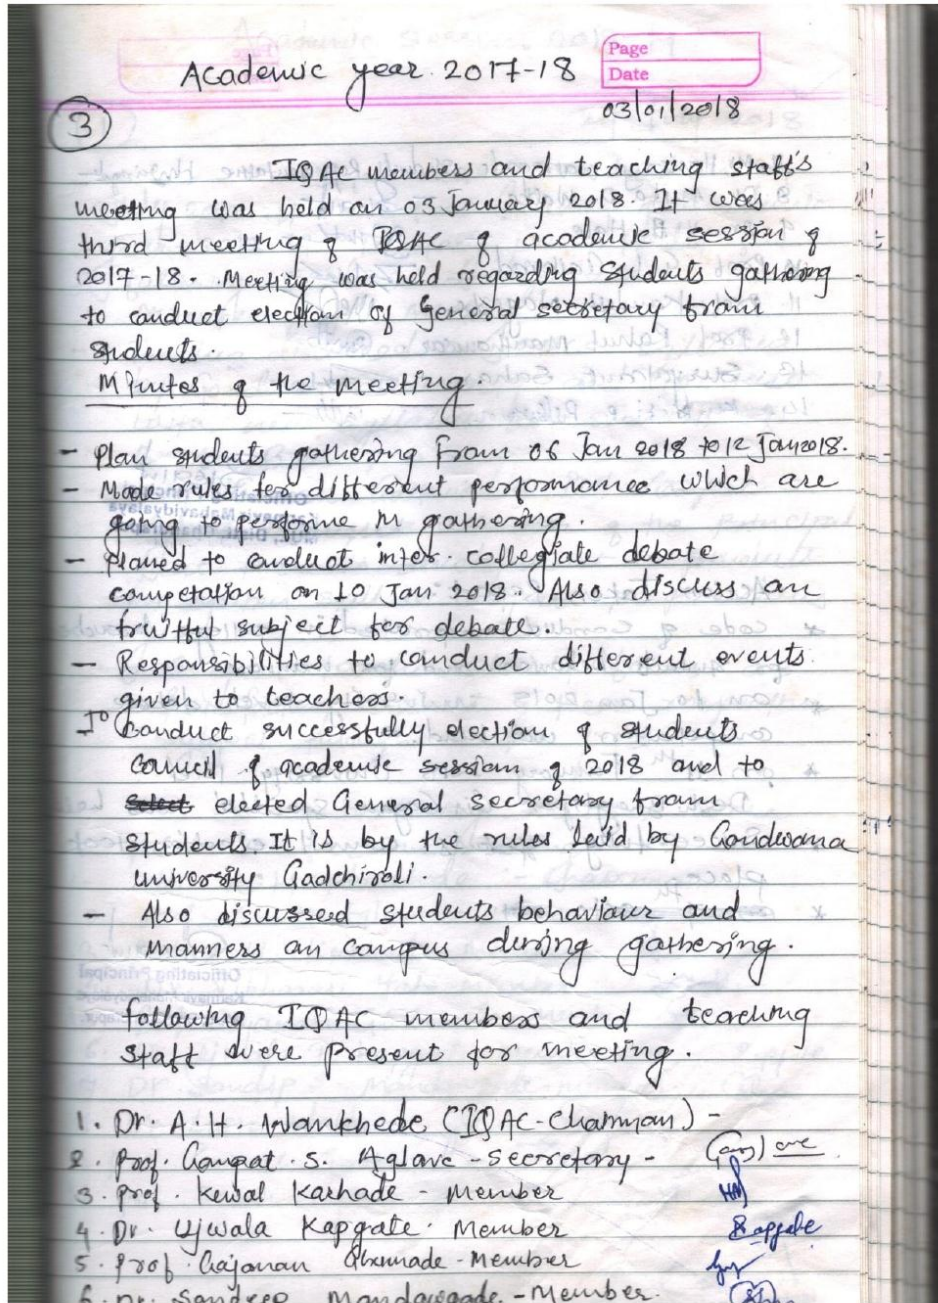 Academic year 2017-18
Page
Date
03/01/2018
3
IQAC members and teaching staff's
meeting was held on 03 January 2018. It was
third meeting of IQAC of academic session of
2017-18. Meeting was held regarding students gathering
to conduct election of General secretary from
students.
Minutes of the meeting.
- Plan students gathering from 06 Jan 2018 to 12 Jan 2018.
- Made rules for different performance which are
going to performe in gathering.
- planed to conduct inter. collegiate debate
competation on 10 Jan 2018. Also discuss on
fruitful subject for debate.
- Responsibilities to conduct different events
given to teachers.
- To conduct successfully election of students
council of academic session of 2018 and to
select elected General secretary from
students. It is by the rules led by Gondwana
university Gadchiroli.
- Also discussed students behaviour and
manners on campus during gathering.
following IQAC members and teaching
staff were present for meeting.
1. Dr. A. H. Wankhede (IQAC-Chairman) -
2. Prof. Ganpat. S. Aglave - Secretary -
3. Prof. Kewal Karhade - Member
4. Dr. Ujwala Kapgate. Member
Kapgate
5. Prof. Gajanan - Member
6. Dr. Sandeep - Member.